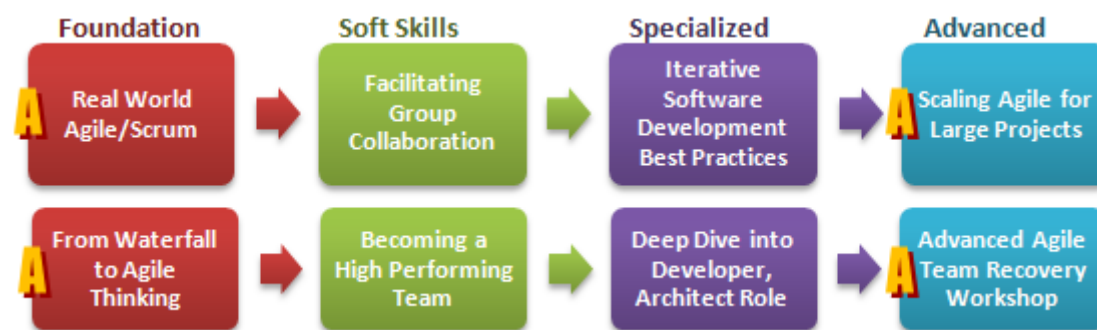 Foundation
Soft Skills
Specialized
Advanced
A
Real World
Agile/Scrum
Facilitating
Group
Collaboration
Iterative
Software
Development
Best Practices
A
Scaling Agile for
Large Projects
A
From Waterfall
to Agile
Thinking
Becoming a
High Performing
Team
Deep Dive into
Developer,
Architect Role
A
Advanced Agile
Team Recovery
Workshop